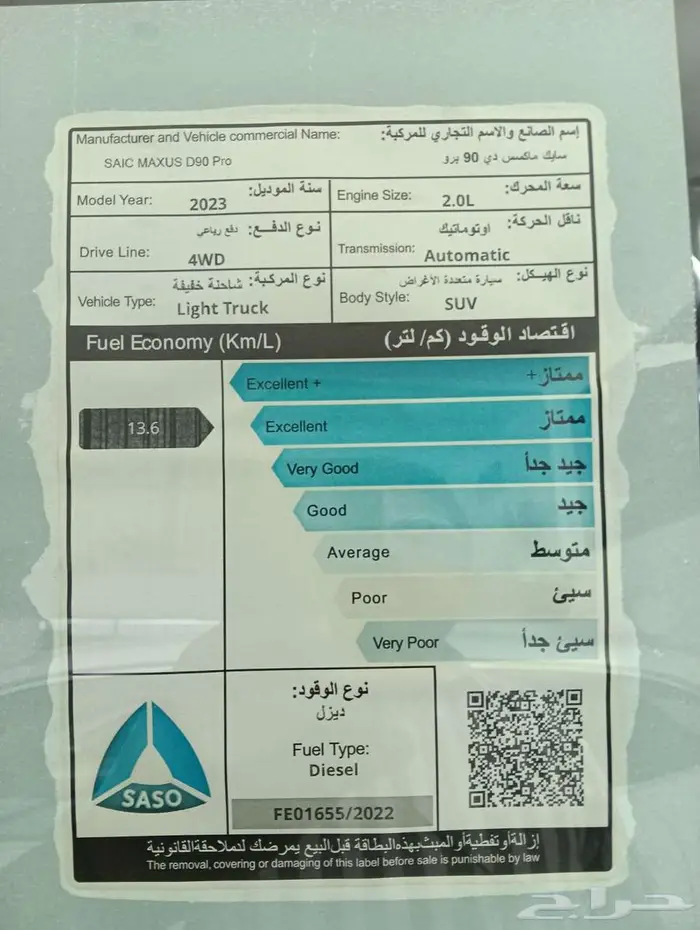 Manufacturer and Vehicle commercial Name: إسم الصانع والاسم التجاري للمركبة:
SAIC MAXUS D90 Pro سايك ماكسس دي 90 برو
Model Year: 2023 سنة الموديل:
Engine Size: 2.0L سعة المحرك:
Drive Line: 4WD نوع الدفـــع: دفع رباعي
Transmission: Automatic ناقل الحركة: اوتوماتيك
Vehicle Type: Light Truck نوع المركبة: شاحنة خفيفة
Body Style: SUV نوع الهيكل: سيارة متعددة الأغراض
Fuel Economy (Km/L) اقتصاد الوقود (كم/ لتر)
Excellent + ممتاز+
13.6
Excellent ممتاز
Very Good جيد جداً
Good جيد
Average متوسط
Poor سيئ
Very Poor سيئ جداً
SASO
نوع الوقود:
ديزل
Fuel Type:
Diesel
FE01655/2022
إزالة أو تغطية أو العبث بهذه البطاقة قبل البيع يعرضك للملاحقة القانونية
The removal, covering or damaging of this label before sale is punishable by law
حراج